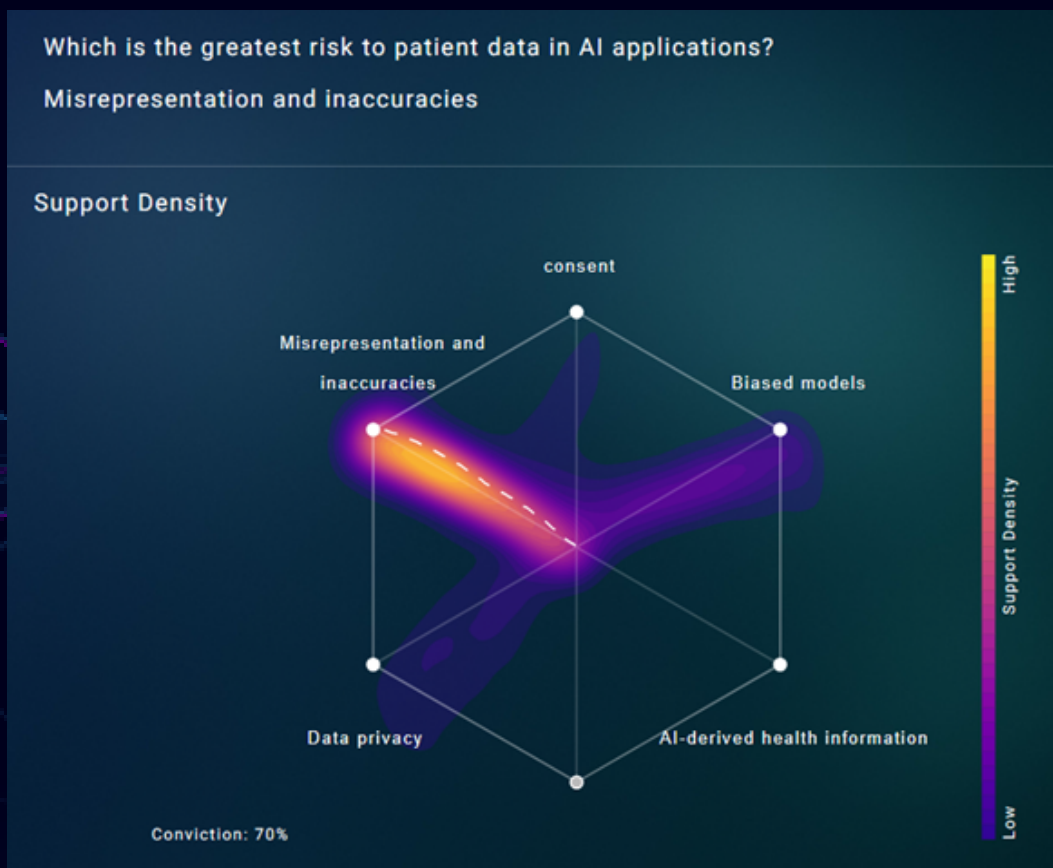 Which is the greatest risk to patient data in AI applications?
Misrepresentation and inaccuracies
Support Density
consent
Misrepresentation and
inaccuracies
Biased models
Data privacy
AI-derived health information
Conviction: 70%
High
Support Density
Low